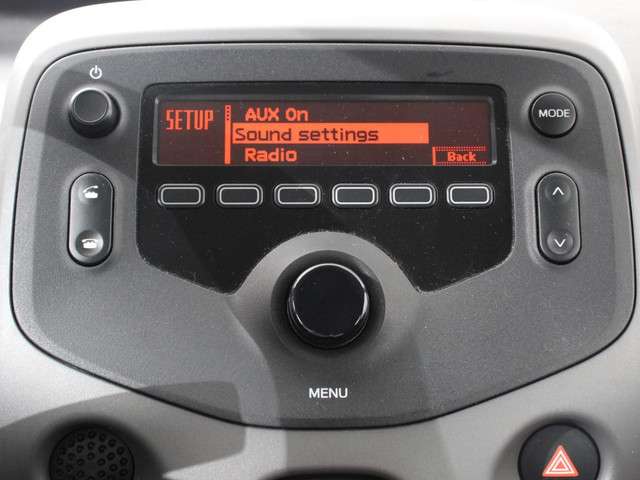 SETUP
AUX On
Sound settings
Radio
Back
MODE
MENU